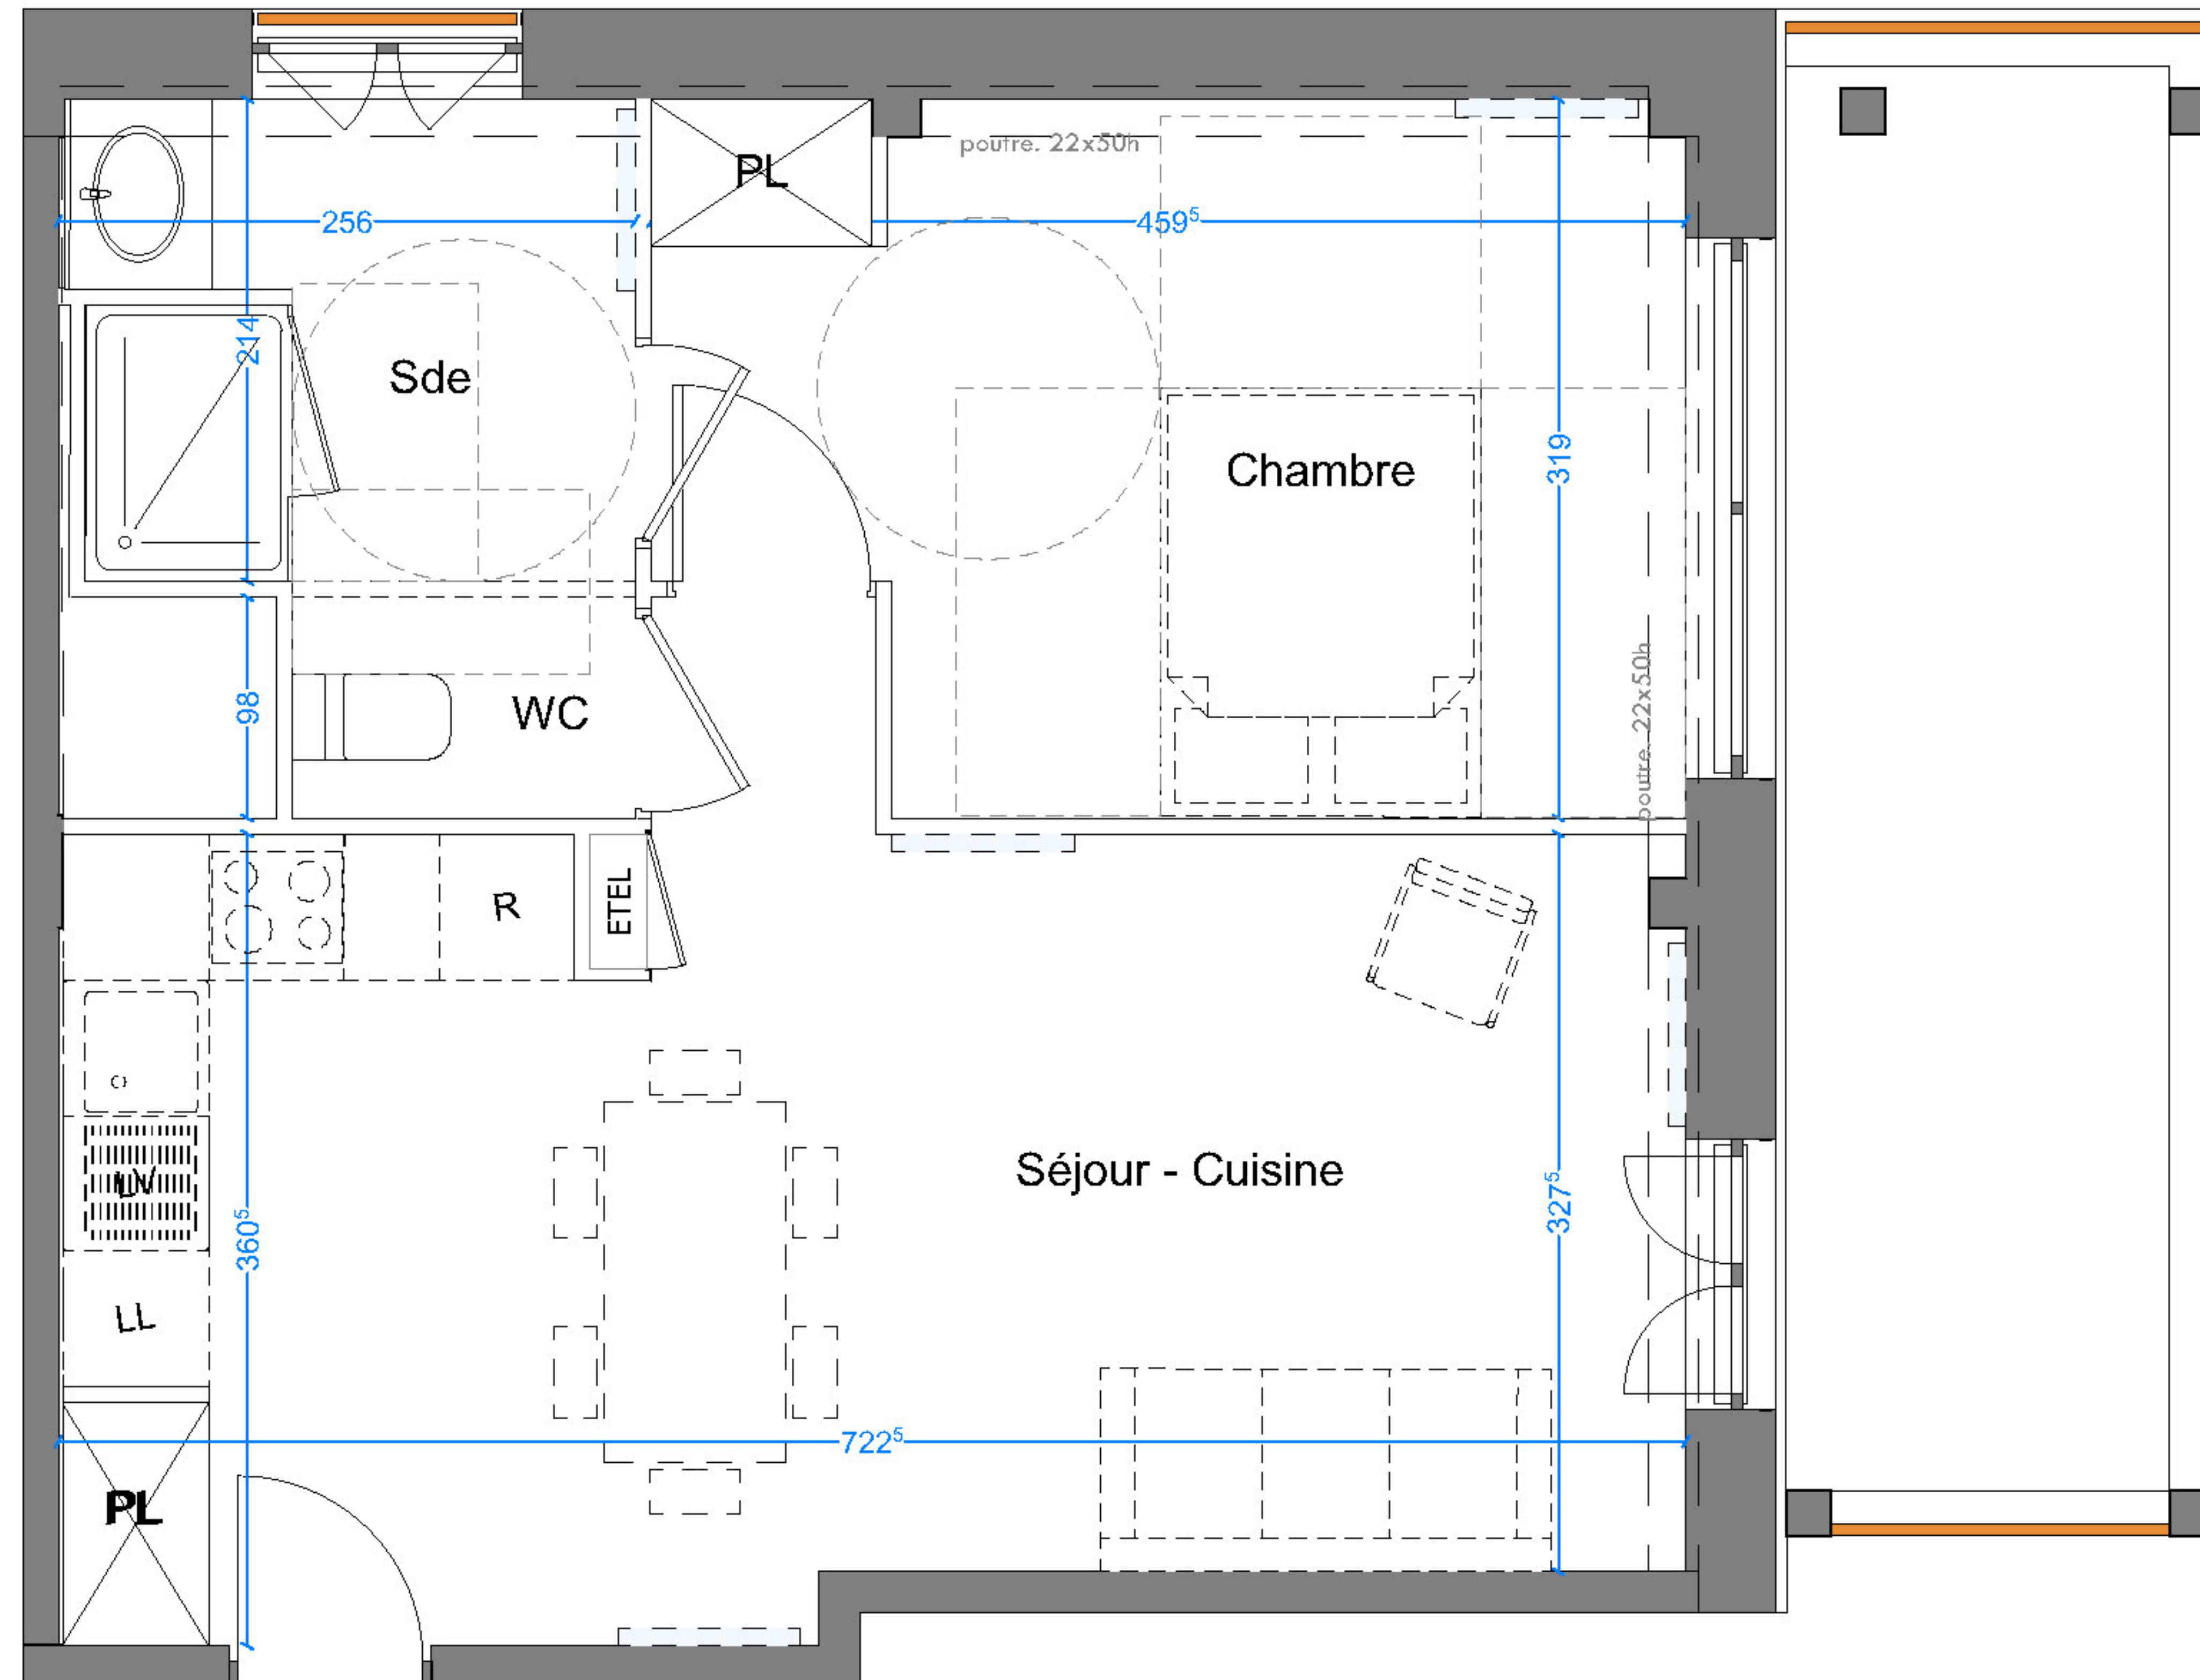 PL
poutre. 22x50h
256
459⁵
214
Sde
Chambre
319
98
WC
poutre. 22x50h
R
ETEL
Séjour - Cuisine
LV
360⁵
327⁵
LL
722⁵
PL